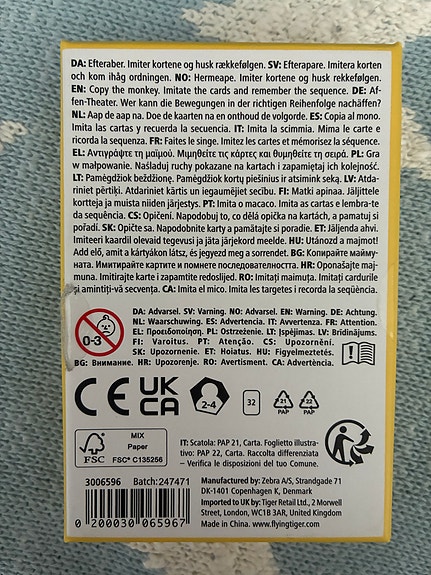 DA: Efteraber. Imiter kortene og husk rækkefølgen. SV: Efterapare. Imitera korten
och kom ihåg ordningen. NO: Hermeape. Imiter kortene og husk rekkefølgen.
EN: Copy the monkey. Imitate the cards and remember the sequence. DE: Af-
fen-Theater. Wer kann die Bewegungen in der richtigen Reihenfolge nachäffen?
NL: Aap de aap na. Doe de kaarten na en onthoud de volgorde. ES: Copia al mono.
Imita las cartas y recuerda la secuencia. IT: Imita la scimmia. Mima le carte e
ricorda la sequenza. FR: Faites le singe. Imitez les cartes et mémorisez la séquence.
EL: Αντιγράψτε τη μαϊμού. Μιμηθείτε τις κάρτες και θυμηθείτε τη σειρά. PL: Gra
w małpowanie. Naśladuj ruchy pokazane na kartach i zapamiętaj ich kolejność.
LT: Pamėgdžiok beždžionę. Pamėgdžiok kortų piešinius ir atsimink seką. LV: Atda-
riniet pērtiķi. Atdariniet kārtis un iegaumējiet secību. FI: Matki apinaa. Jäljittele
kortteja ja muista niiden järjestys. PT: Imita o macaco. Imita as cartas e lembra-te
da sequência. CS: Opičení. Napodobuj to, co dělá opička na kartách, a pamatuj si
pořadí. SK: Opičte sa. Napodobnite karty a pamätajte si poradie. ET: Jäljenda ahvi.
Imiteeri kaardil olevaid tegevusi ja jäta järjekord meelde. HU: Utánozd a majmot!
Add elő, amit a kártyákon látsz, és jegyezd meg a sorrendet. BG: Копирайте майму-
ната. Имитирайте картите и помнете последователността. HR: Oponašajte maj-
muna. Imitirajte karte i zapamtite redoslijed. RO: Imitați maimuța. Imitați cardurile
și amintiți-vă secvența. CA: Imita el mico. Imita les targetes i recorda la seqüència.
0-3
DA: Advarsel. SV: Varning. NO: Advarsel. EN: Warning. DE: Achtung.
NL: Waarschuwing. ES: Advertencia. IT: Avvertenza. FR: Attention.
EL: Προειδοποίηση. PL: Ostrzeżenie. LT: Įspėjimas. LV: Brīdinājums.
FI: Varoitus. PT: Atenção. CS: Upozornění.
SK: Upozornenie. ET: Hoiatus. HU: Figyelmeztetés.
BG: Внимание. HR: Upozorenje. RO: Avertisment. CA: Advertència.
CE
UK
CA
2-4
32
21
PAP
22
PAP
FSC
MIX
Paper
FSC® C135256
IT: Scatola: PAP 21, Carta. Foglietto illustra-
tivo: PAP 22, Carta. Raccolta differenziata
– Verifica le disposizioni del tuo Comune.
3006596 Batch:247471
0 200030 065967
Manufactured by: Zebra A/S, Strandgade 71
DK-1401 Copenhagen K, Denmark
Imported to UK by: Tiger Retail Ltd., 2 Morwell
Street, London, WC1B 3AR, United Kingdom
Made in China. www.flyingtiger.com